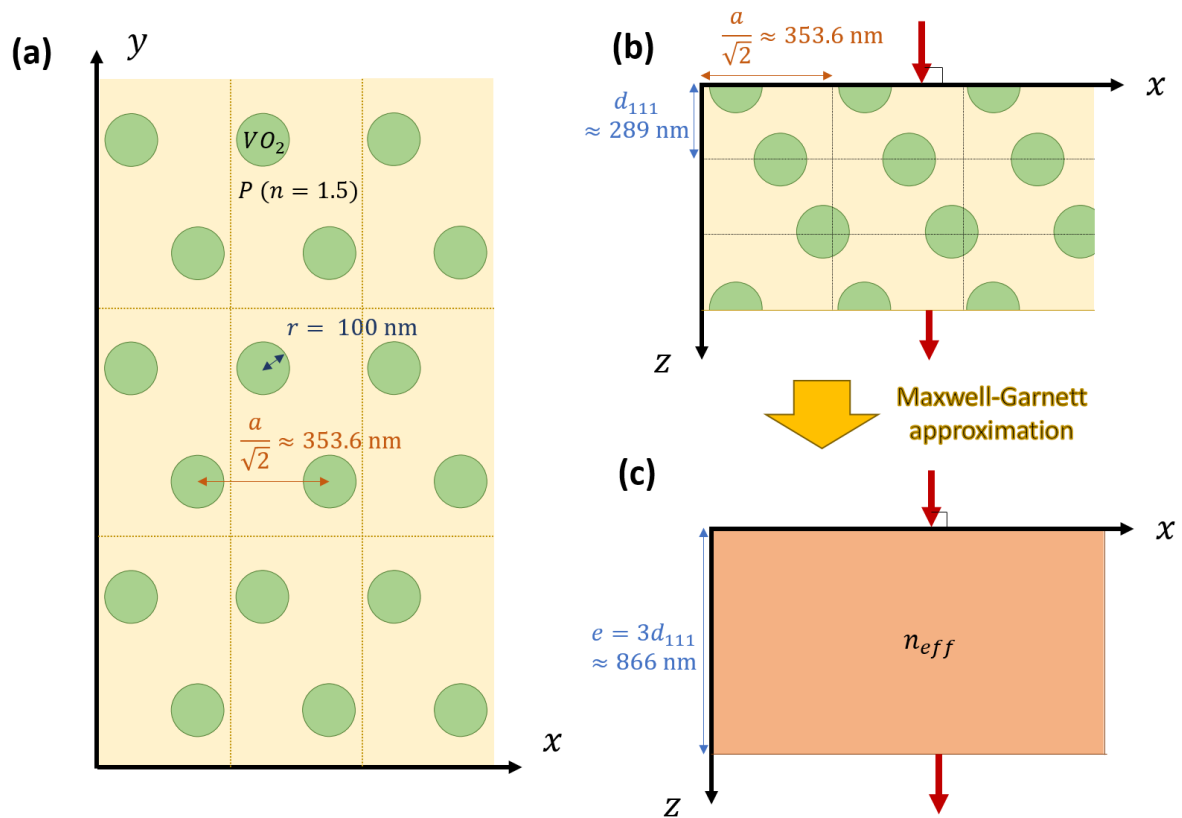 (a)
y
VO₂
P (n = 1.5)
r = 100 nm
a/√2 ≈ 353.6 nm
x
(b)
a/√2 ≈ 353.6 nm
x
d₁₁₁
≈ 289 nm
z
Maxwell-Garnett
approximation
(c)
x
e = 3d₁₁₁
≈ 866 nm
n_eff
z